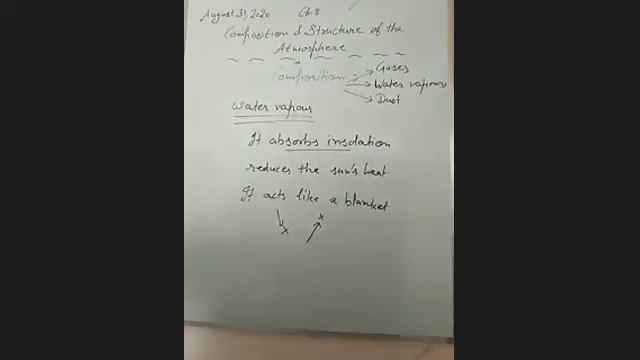 August 31, 2020 Ch-8
Composition & Structure of the
Atmosphere
Composition
Gases
Water vapours
Dust
Water vapour
It absorbs insolation
reduces the sun's heat
It acts like a blanket
x x